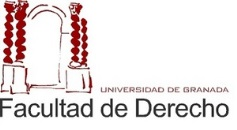 UNIVERSIDAD DE GRANADA
Facultad de Derecho